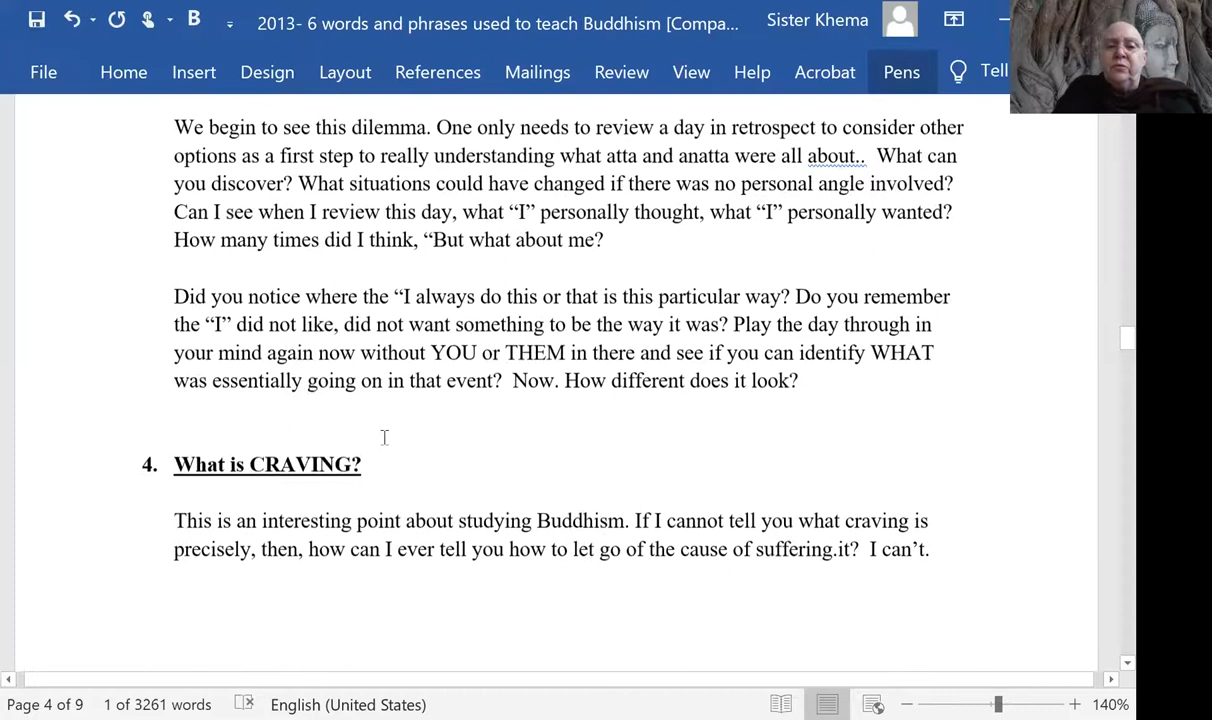 2013- 6 words and phrases used to teach Buddhism [Compa... Sister Khema
File Home Insert Design Layout References Mailings Review View Help Acrobat Pens Tell
We begin to see this dilemma. One only needs to review a day in retrospect to consider other
options as a first step to really understanding what atta and anatta were all about.. What can
you discover? What situations could have changed if there was no personal angle involved?
Can I see when I review this day, what “I” personally thought, what “I” personally wanted?
How many times did I think, “But what about me?
Did you notice where the “I always do this or that is this particular way? Do you remember
the “I” did not like, did not want something to be the way it was? Play the day through in
your mind again now without YOU or THEM in there and see if you can identify WHAT
was essentially going on in that event? Now. How different does it look?
4. What is CRAVING?
This is an interesting point about studying Buddhism. If I cannot tell you what craving is
precisely, then, how can I ever tell you how to let go of the cause of suffering.it? I can’t.
Page 4 of 9 1 of 3261 words English (United States) 140%